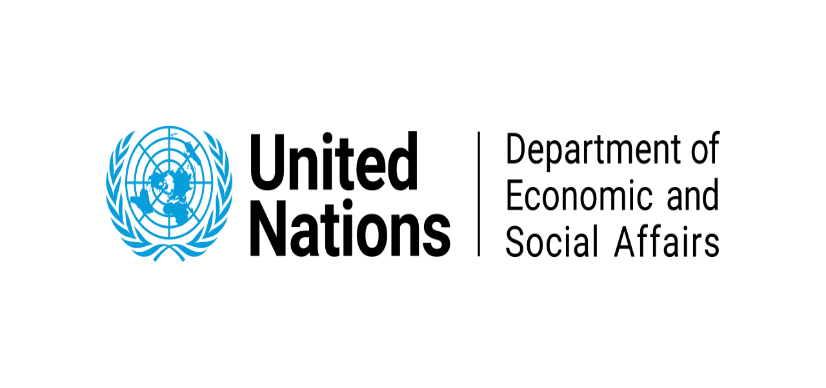 United
Nations
Department of
Economic and
Social Affairs